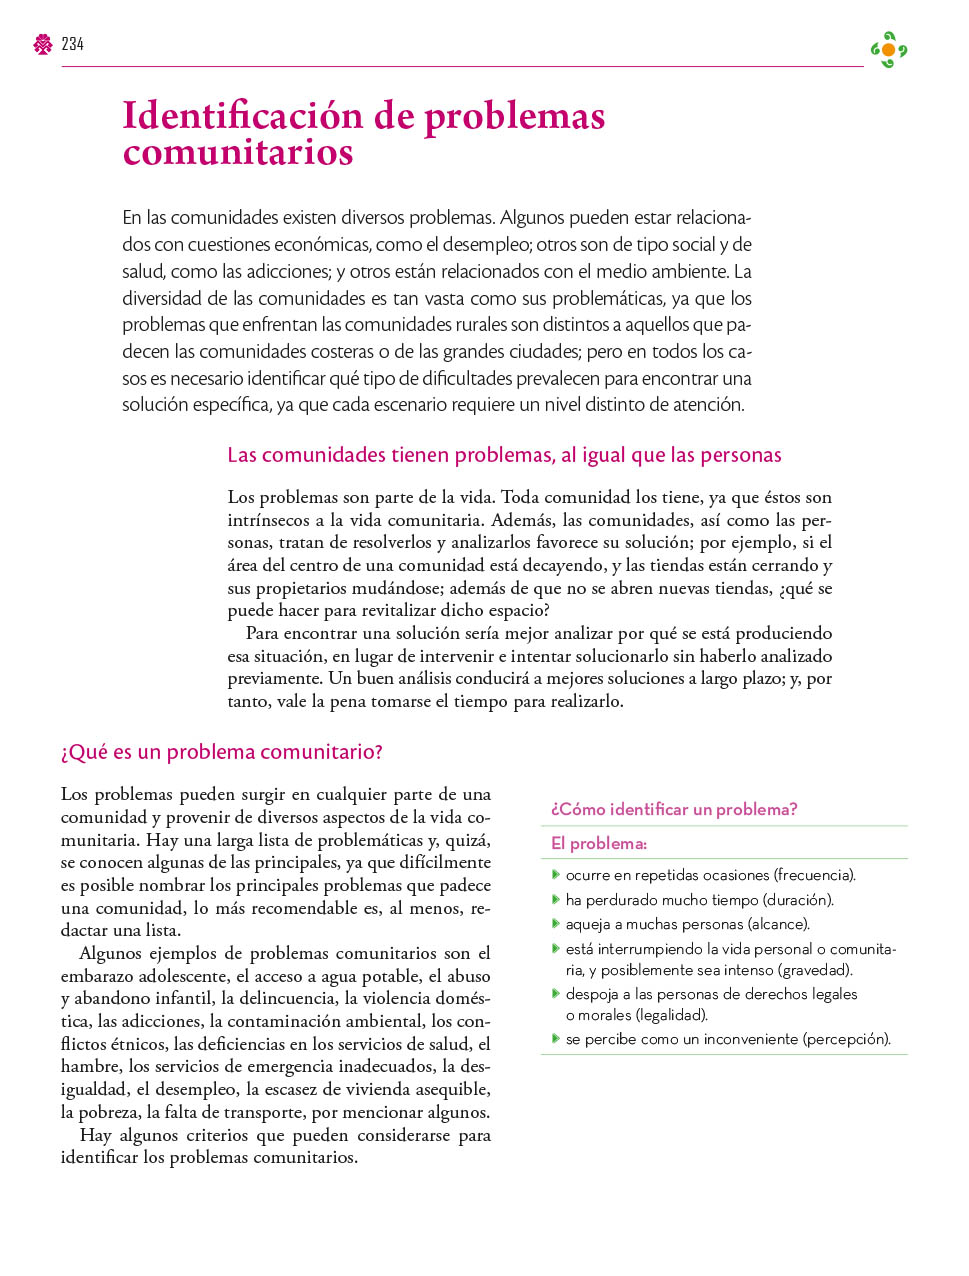 234
Identificación de problemas
comunitarios
En las comunidades existen diversos problemas. Algunos pueden estar relaciona-
dos con cuestiones económicas, como el desempleo; otros son de tipo social y de
salud, como las adicciones; y otros están relacionados con el medio ambiente. La
diversidad de las comunidades es tan vasta como sus problemáticas, ya que los
problemas que enfrentan las comunidades rurales son distintos a aquellos que pa-
decen las comunidades costeras o de las grandes ciudades; pero en todos los ca-
sos es necesario identificar qué tipo de dificultades prevalecen para encontrar una
solución específica, ya que cada escenario requiere un nivel distinto de atención.
Las comunidades tienen problemas, al igual que las personas
Los problemas son parte de la vida. Toda comunidad los tiene, ya que éstos son
intrínsecos a la vida comunitaria. Además, las comunidades, así como las per-
sonas, tratan de resolverlos y analizarlos favorece su solución; por ejemplo, si el
área del centro de una comunidad está decayendo, y las tiendas están cerrando y
sus propietarios mudándose; además de que no se abren nuevas tiendas, ¿qué se
puede hacer para revitalizar dicho espacio?
Para encontrar una solución sería mejor analizar por qué se está produciendo
esa situación, en lugar de intervenir e intentar solucionarlo sin haberlo analizado
previamente. Un buen análisis conducirá a mejores soluciones a largo plazo; y, por
tanto, vale la pena tomarse el tiempo para realizarlo.
¿Qué es un problema comunitario?
Los problemas pueden surgir en cualquier parte de una
comunidad y provenir de diversos aspectos de la vida co-
munitaria. Hay una larga lista de problemáticas y, quizá,
se conocen algunas de las principales, ya que difícilmente
es posible nombrar los principales problemas que padece
una comunidad, lo más recomendable es, al menos, re-
dactar una lista.
Algunos ejemplos de problemas comunitarios son el
embarazo adolescente, el acceso a agua potable, el abuso
y abandono infantil, la delincuencia, la violencia domés-
tica, las adicciones, la contaminación ambiental, los con-
flictos étnicos, las deficiencias en los servicios de salud, el
hambre, los servicios de emergencia inadecuados, la des-
igualdad, el desempleo, la escasez de vivienda asequible,
la pobreza, la falta de transporte, por mencionar algunos.
Hay algunos criterios que pueden considerarse para
identificar los problemas comunitarios.
¿Cómo identificar un problema?
El problema:
ocurre en repetidas ocasiones (frecuencia).
ha perdurado mucho tiempo (duración).
aqueja a muchas personas (alcance).
está interrumpiendo la vida personal o comunita-
ria, y posiblemente sea intenso (gravedad).
despoja a las personas de derechos legales
o morales (legalidad).
se percibe como un inconveniente (percepción).